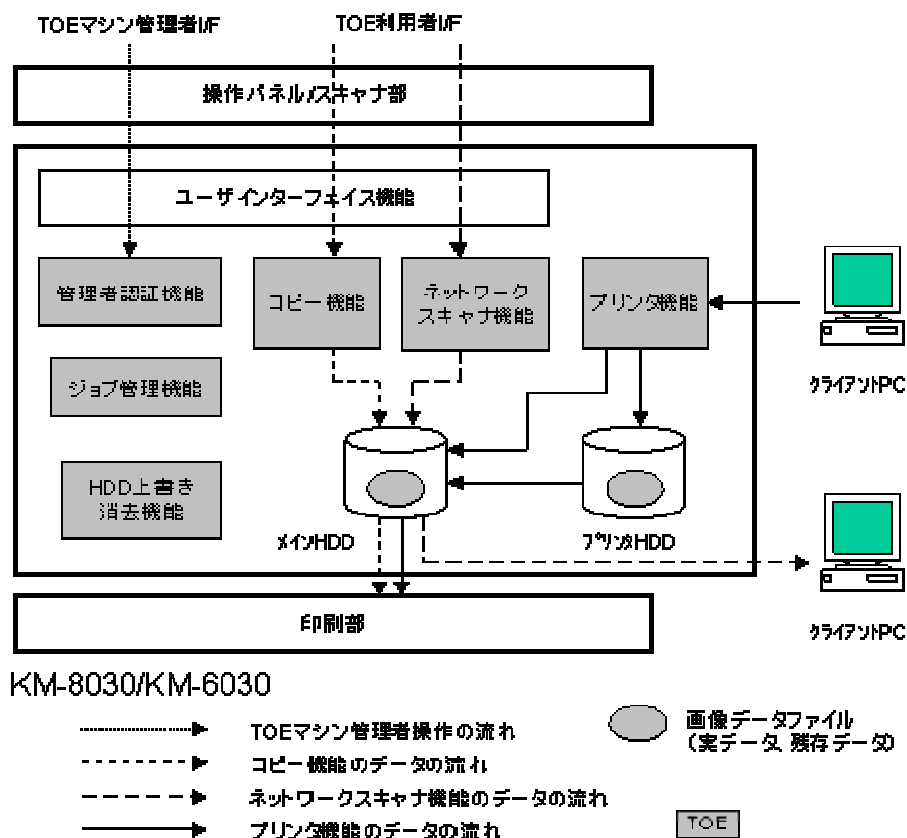 TOEマシン管理者I/F
TOE利用者I/F
操作パネル/スキャナ部
ユーザインターフェイス機能
管理者認証機能
コピー機能
ネットワーク
スキャナ機能
プリンタ機能
クライアントPC
ジョブ管理機能
HDD上書き
消去機能
メインHDD
プリンタHDD
クライアントPC
印刷部
KM-8030/KM-6030
TOEマシン管理者操作の流れ
コピー機能のデータの流れ
ネットワークスキャナ機能のデータの流れ
プリンタ機能のデータの流れ
画像データファイル
(実データ、残存データ)
TOE